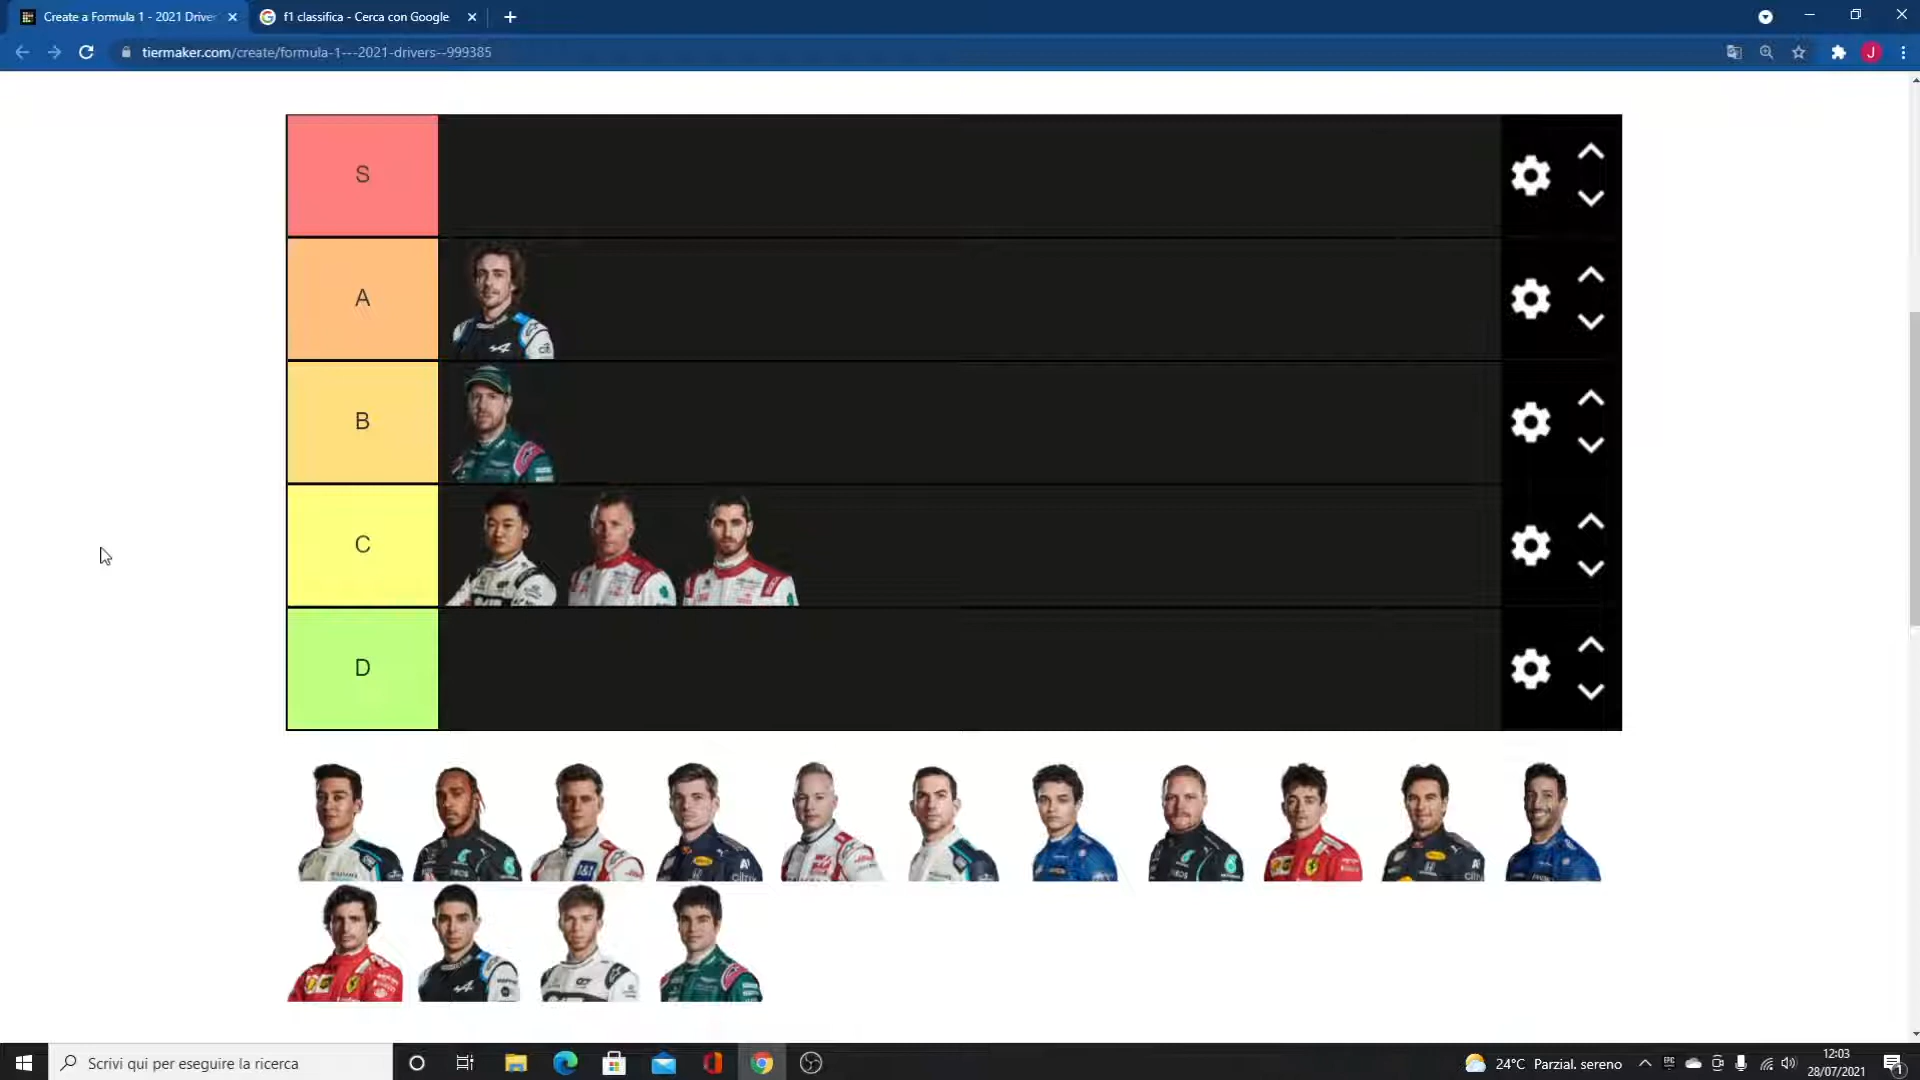 Create a Formula 1 - 2021 Driver
f1 classifica - Cerca con Google
tiermaker.com/create/formula-1---2021-drivers--999385
J
S
A
B
C
D
Scrivi qui per eseguire la ricerca
24°C Parzial. sereno
12:03
28/07/2021
1